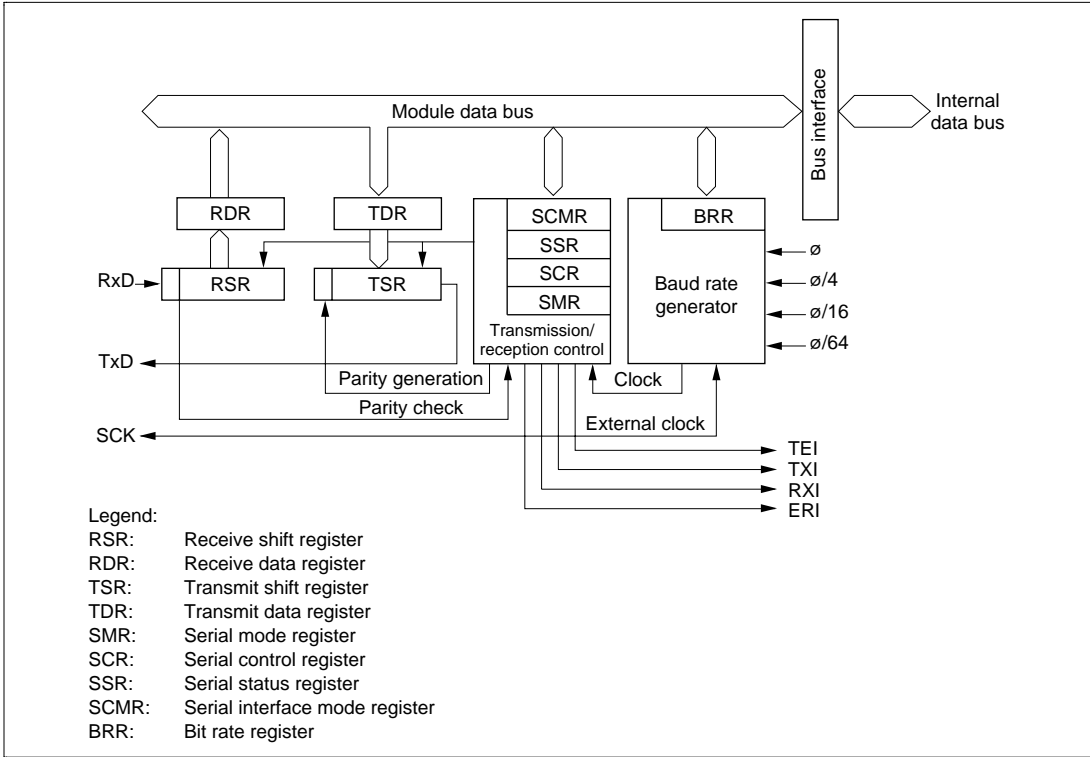 Bus interface
Internal
data bus
Module data bus
RDR
TDR
SCMR
BRR
SSR
SCR
SMR
RxD
RSR
TSR
Baud rate
generator
ø
ø/4
ø/16
ø/64
Transmission/
reception control
TxD
Parity generation
Clock
Parity check
SCK
External clock
TEI
TXI
RXI
ERI
Legend:
RSR: Receive shift register
RDR: Receive data register
TSR: Transmit shift register
TDR: Transmit data register
SMR: Serial mode register
SCR: Serial control register
SSR: Serial status register
SCMR: Serial interface mode register
BRR: Bit rate register